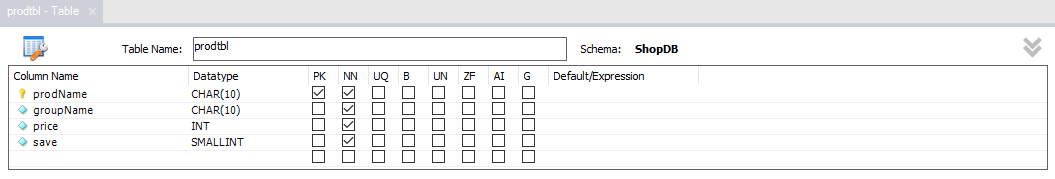 prodtbl - Table ×
Table Name: prodtbl Schema: ShopDB
Column Name Datatype PK NN UQ B UN ZF AI G Default/Expression
prodName CHAR(10)
groupName CHAR(10)
price INT
save SMALLINT